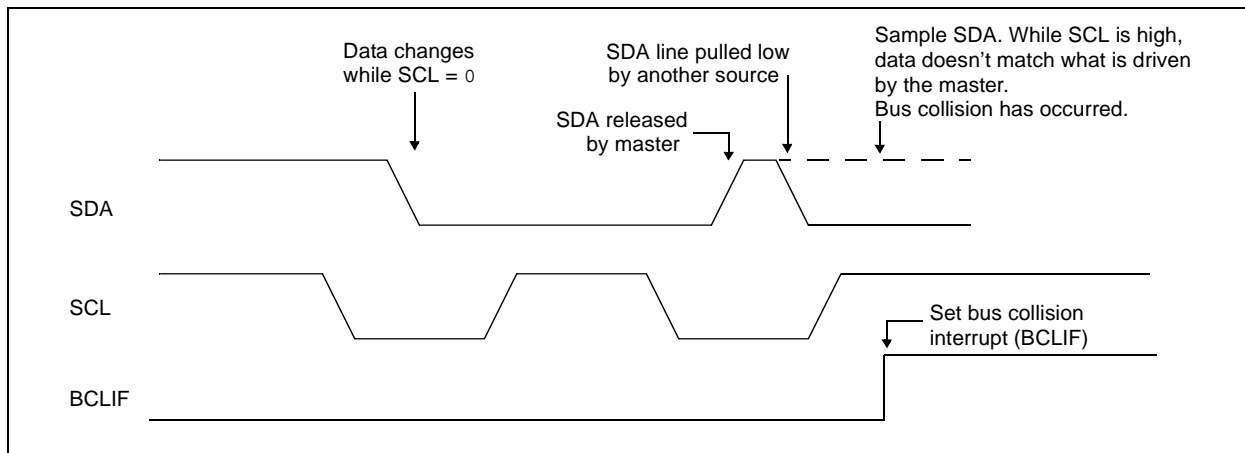 Data changes
while SCL = 0
SDA line pulled low
by another source
Sample SDA. While SCL is high,
data doesn't match what is driven
by the master.
Bus collision has occurred.
SDA released
by master
SDA
SCL
Set bus collision
interrupt (BCLIF)
BCLIF